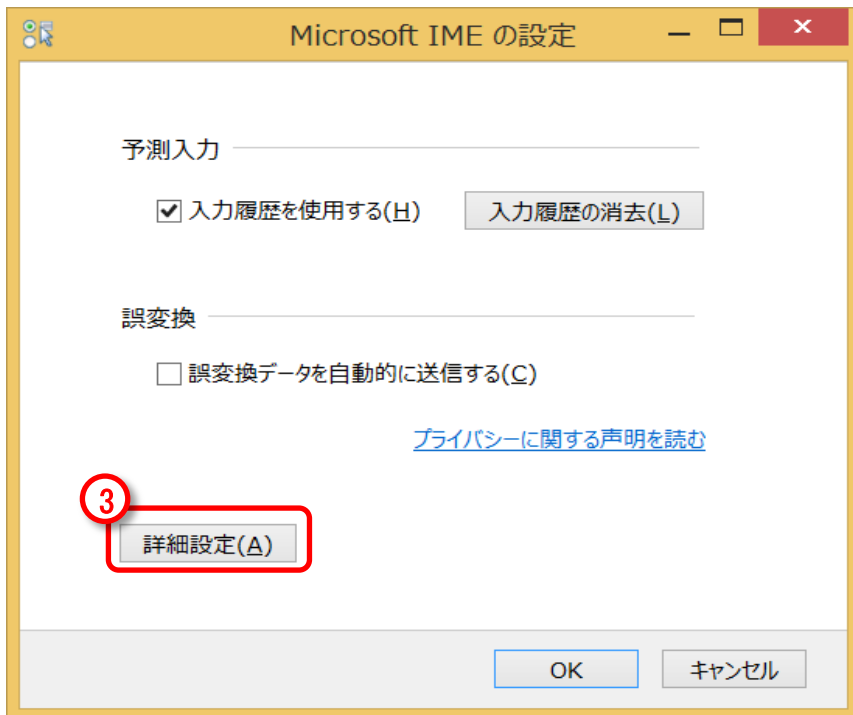 Microsoft IME の設定
予測入力
入力履歴を使用する(H) 入力履歴の消去(L)
誤変換
誤変換データを自動的に送信する(C)
プライバシーに関する声明を読む
3
詳細設定(A)
OK キャンセル